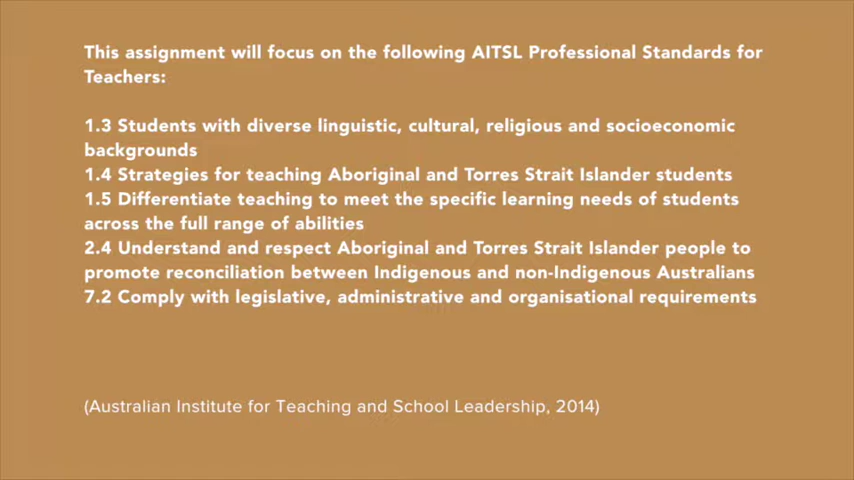 This assignment will focus on the following AITSL Professional Standards for
Teachers:
1.3 Students with diverse linguistic, cultural, religious and socioeconomic
backgrounds
1.4 Strategies for teaching Aboriginal and Torres Strait Islander students
1.5 Differentiate teaching to meet the specific learning needs of students
across the full range of abilities
2.4 Understand and respect Aboriginal and Torres Strait Islander people to
promote reconciliation between Indigenous and non-Indigenous Australians
7.2 Comply with legislative, administrative and organisational requirements
(Australian Institute for Teaching and School Leadership, 2014)